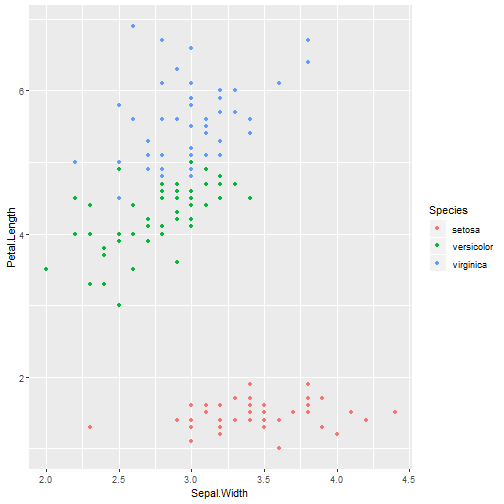 Petal.Length
6
4
2
2.0 2.5 3.0 3.5 4.0 4.5
Sepal.Width
Species
setosa
versicolor
virginica